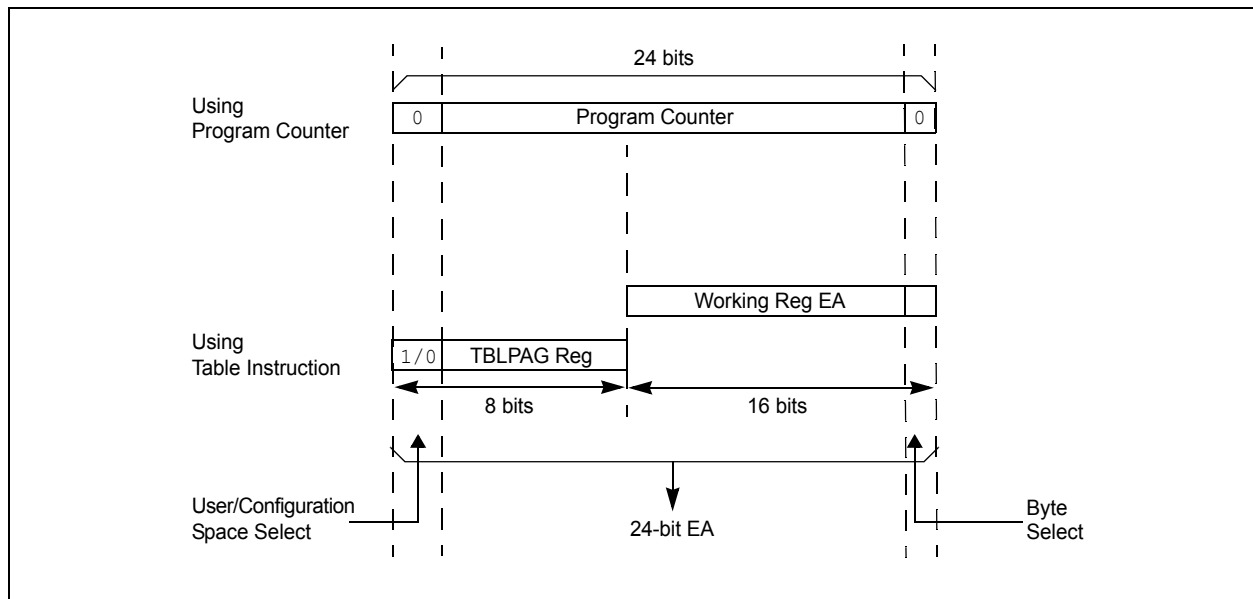 24 bits
Using
Program Counter
0
Program Counter
0
Working Reg EA
Using
Table Instruction
1/0
TBLPAG Reg
8 bits
16 bits
User/Configuration
Space Select
24-bit EA
Byte
Select